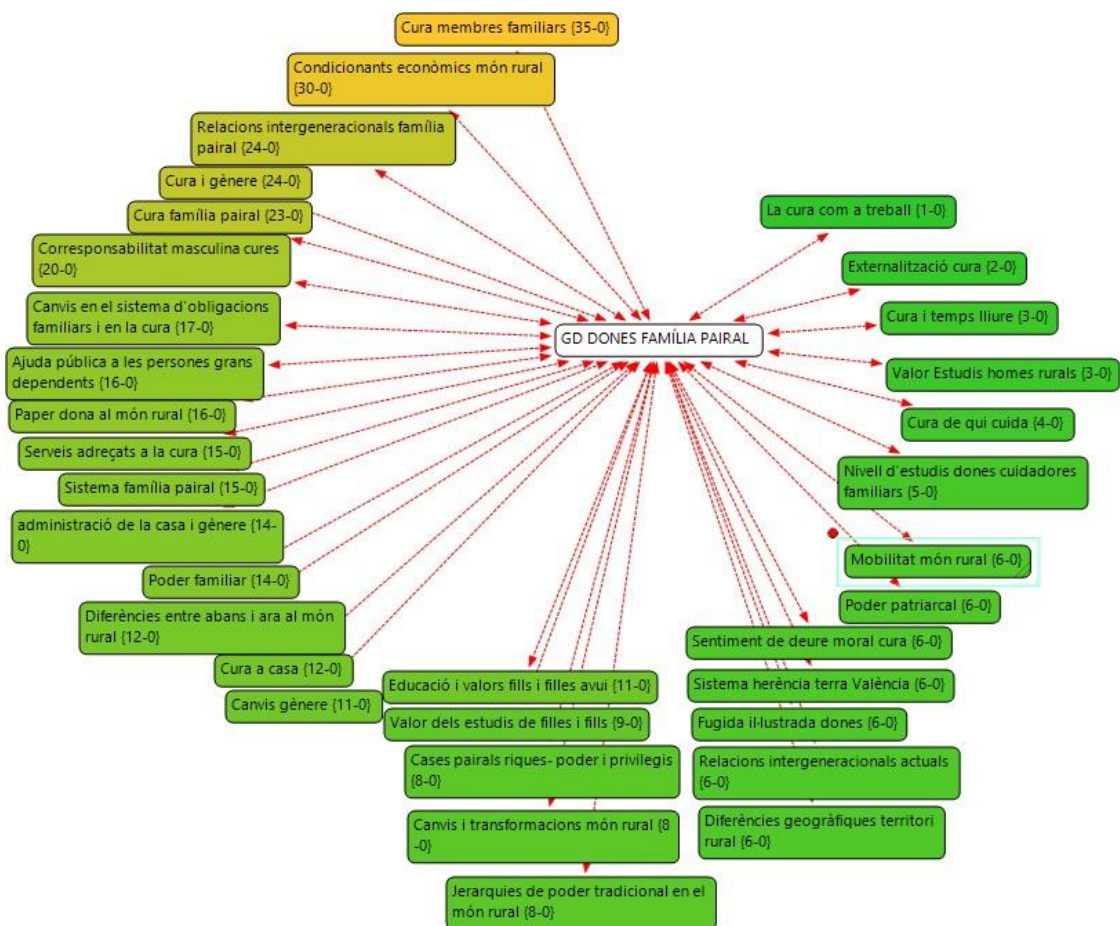 Cura membres familiars {35-0}
Condicionants econòmics món rural
{30-0}
Relacions intergeneracionals família
pairal {24-0}
Cura i gènere {24-0}
Cura família pairal {23-0}
Corresponsabilitat masculina cures
{20-0}
Canvis en el sistema d'obligacions
familiars i en la cura {17-0}
Ajuda pública a les persones grans
dependents {16-0}
Paper dona al món rural {16-0}
Serveis adreçats a la cura {15-0}
Sistema família pairal {15-0}
administració de la casa i gènere {14-
0}
Poder familiar {14-0}
Diferències entre abans i ara al món
rural {12-0}
Cura a casa {12-0}
Canvis gènere {11-0}
GD DONES FAMÍLIA PAIRAL
Educació i valors fills i filles avui {11-0}
Valor dels estudis de filles i fills {9-0}
Cases pairals riques- poder i privilegis
{8-0}
Canvis i transformacions món rural {8
-0}
Jerarquies de poder tradicional en el
món rural {8-0}
La cura com a treball {1-0}
Externalització cura {2-0}
Cura i temps lliure {3-0}
Valor Estudis homes rurals {3-0}
Cura de qui cuida {4-0}
Nivell d'estudis dones cuidadores
familiars {5-0}
Mobilitat món rural {6-0}
Poder patriarcal {6-0}
Sentiment de deure moral cura {6-0}
Sistema herència terra València {6-0}
Fugida il·lustrada dones {6-0}
Relacions intergeneracionals actuals
{6-0}
Diferències geogràfiques territori
rural {6-0}